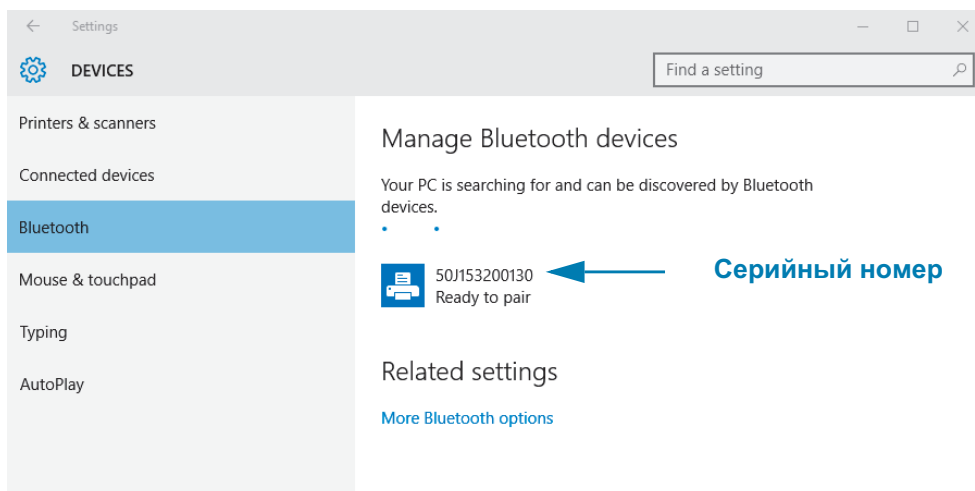 Settings
DEVICES
Find a setting
Printers & scanners
Connected devices
Bluetooth
Mouse & touchpad
Typing
AutoPlay
Manage Bluetooth devices
Your PC is searching for and can be discovered by Bluetooth
devices.
50J153200130
Ready to pair
Серийный номер
Related settings
More Bluetooth options